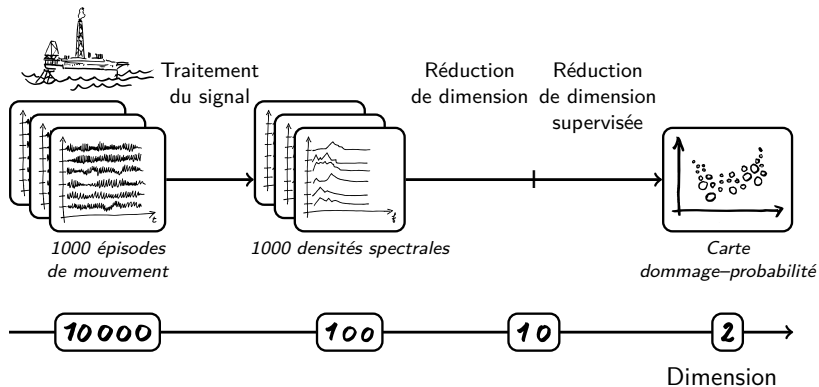 Traitement
du signal
Réduction
de dimension
Réduction
de dimension
supervisée
t
f
1000 épisodes
de mouvement
1000 densités spectrales
Carte
dommage–probabilité
10000
100
10
2
Dimension